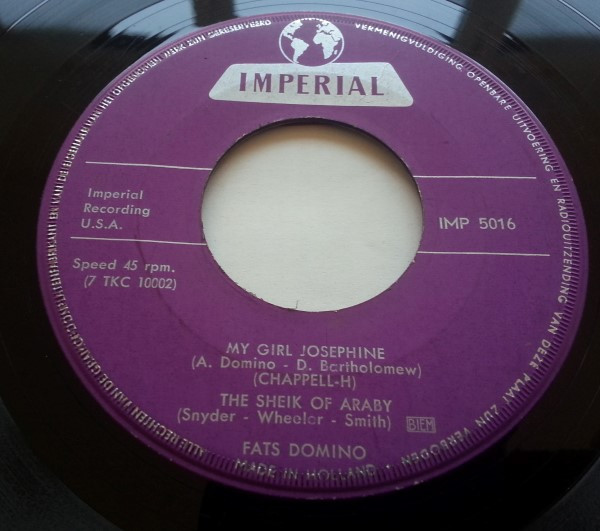 IMPERIAL
Imperial
Recording
U.S.A.
IMP 5016
Speed 45 rpm.
(7 TKC 10002)
MY GIRL JOSEPHINE
(A. Domino - D. Bartholomew)
(CHAPPELL-H)
THE SHEIK OF ARABY
(Snyder - Wheeler - Smith)
BIEM
FATS DOMINO
MADE IN HOLLAND
VERMENIGVULDIGING OPENBARE UITVOERING EN RADIOUITZENDING VAN DEZE PLAAT ZIJN VERBODEN